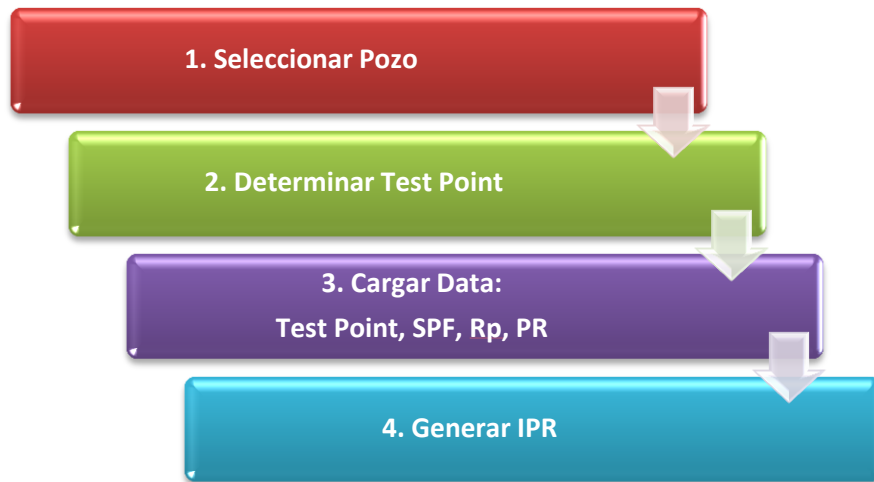 1. Seleccionar Pozo
2. Determinar Test Point
3. Cargar Data:
Test Point, SPF, Rp, PR
4. Generar IPR